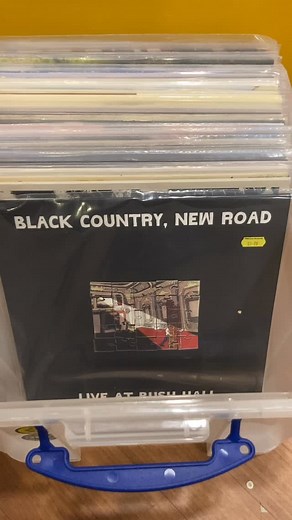 BLACK COUNTRY, NEW ROAD
LIVE AT BUSH HALL